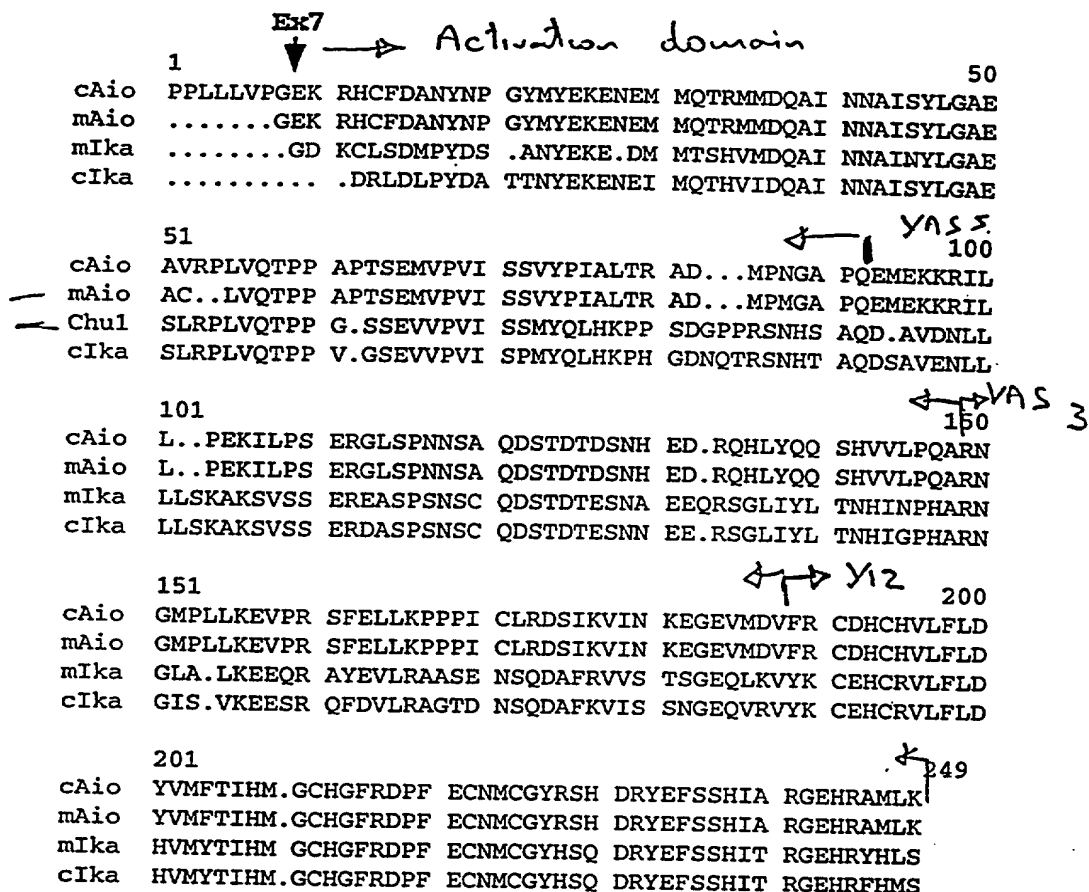 Ex7
Activation domain
1 50
cAio PPLLLVPGEK RHCFDANYNP GYMYEKENEM MQTRMMDQAI NNAISYLGAE
mAio .......GEK RHCFDANYNP GYMYEKENEM MQTRMMDQAI NNAISYLGAE
mIka ........GD KCLSDMPYDS .ANYEKE.DM MTSHVMDQAI NNAINYLGAE
cIka .......... .DRLDLPYDA TTNYEKENEI MQTHVIDQAI NNAISYLGAE
51 100
cAio AVRPLVQTPP APTSEMVPVI SSVYPIALTR AD...MPNGA PQEMEKKRIL
mAio AC..LVQTPP APTSEMVPVI SSVYPIALTR AD...MPMGA PQEMEKKRIL
Chu1 SLRPLVQTPP G.SSEVVPVI SSMYQLHKPP SDGPPRSNHS AQD.AVDNLL
cIka SLRPLVQTPP V.GSEVVPVI SPMYQLHKPH GDNQTRSNHT AQDSAVENLL
101 150
cAio L..PEKILPS ERGLSPNNSA QDSTDTDSNH ED.RQHLYQQ SHVVLPQARN
mAio L..PEKILPS ERGLSPNNSA QDSTDTDSNH ED.RQHLYQQ SHVVLPQARN
mIka LLSKAKSVSS EREASPSNSC QDSTDTESNA EEQRSGLIYL TNHINPHARN
cIka LLSKAKSVSS ERDASPSNSC QDSTDTESNN EE.RSGLIYL TNHIGPHARN
151 200
cAio GMPLLKEVPR SFELLKPPPI CLRDSIKVIN KEGEVMDVFR CDHCHVLFLD
mAio GMPLLKEVPR SFELLKPPPI CLRDSIKVIN KEGEVMDVFR CDHCHVLFLD
mIka GLA.LKEEQR AYEVLRAASE NSQDAFRVVS TSGEQLKVYK CEHCRVLFLD
cIka GIS.VKEESR QFDVLRAGTD NSQDAFKVIS SNGEQVRVYK CEHCRVLFLD
201 249
cAio YVMFTIHM.GCHGFRDPF ECNMCGYRSH DRYEFSSHIA RGEHRAMLK
mAio YVMFTIHM.GCHGFRDPF ECNMCGYRSH DRYEFSSHIA RGEHRAMLK
mIka HVMYTIHM GCHGFRDPF ECNMCGYHSQ DRYEFSSHIT RGEHRYHLS
cIka HVMYTIHM GCHGFRDPF ECNMCGYHSQ DRYEFSSHIT RGEHRFHMS